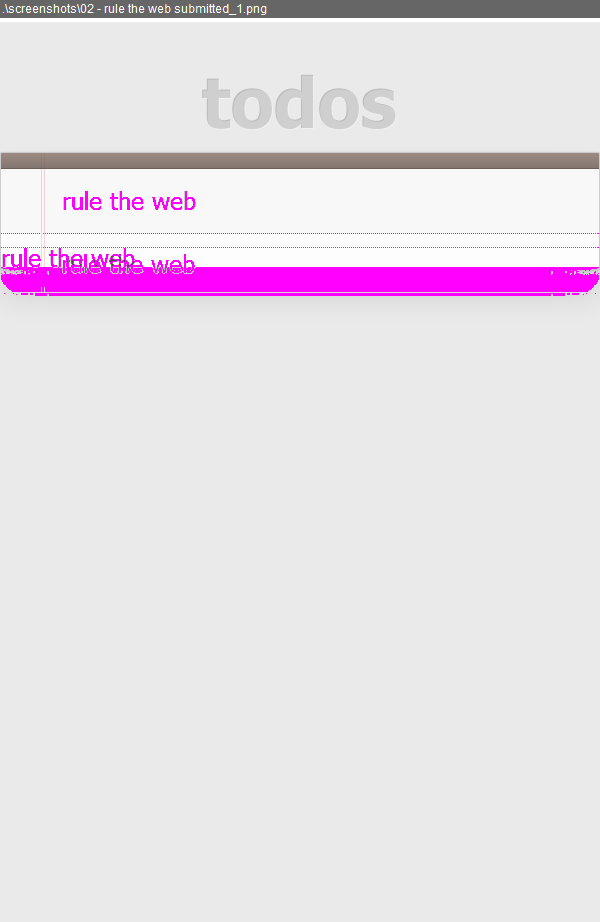 .\screenshots\02 - rule the web submitted_1.png
todos
rule the web
rule the web
rule the web